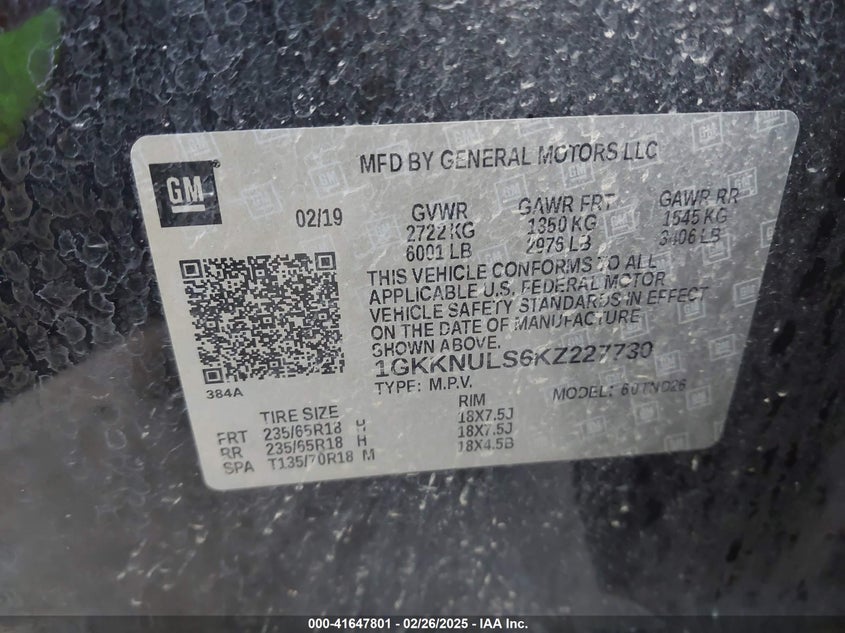 GM
MFD BY GENERAL MOTORS LLC
02/19
GVWR GAWR FRT GAWR RR
2722 KG 1350 KG 1545 KG
6001 LB 2976 LB 3406 LB
THIS VEHICLE CONFORMS TO ALL
APPLICABLE U.S. FEDERAL MOTOR
VEHICLE SAFETY STANDARDS IN EFFECT
ON THE DATE OF MANUFACTURE
SHOWN ABOVE.
1GKKNULS6KZ227730
384A
TYPE: M.P.V. MODEL:
TIRE SIZE RIM
FRT 235/65R18 H 18X7.5J
RR 235/65R18 H 18X7.5J
SPA T135/70R18 M 18X4.5B
000-41647801 - 02/26/2025 - IAA Inc.